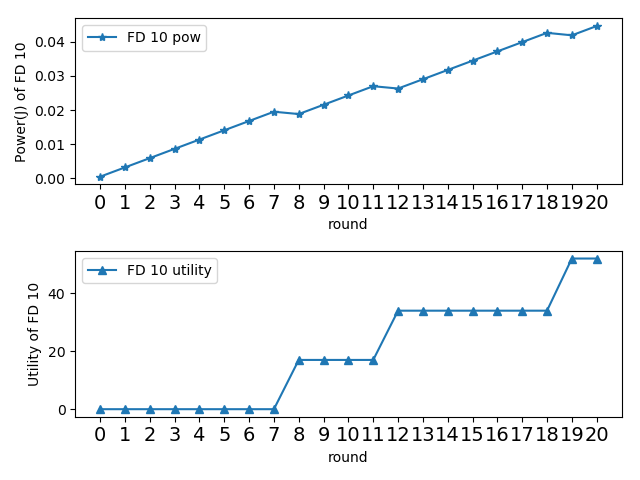 FD 10 pow
Power(J) of FD 10
0.04
0.03
0.02
0.01
0.00
0 1 2 3 4 5 6 7 8 9 10 11 12 13 14 15 16 17 18 19 20
round
FD 10 utility
Utility of FD 10
40
20
0
0 1 2 3 4 5 6 7 8 9 10 11 12 13 14 15 16 17 18 19 20
round